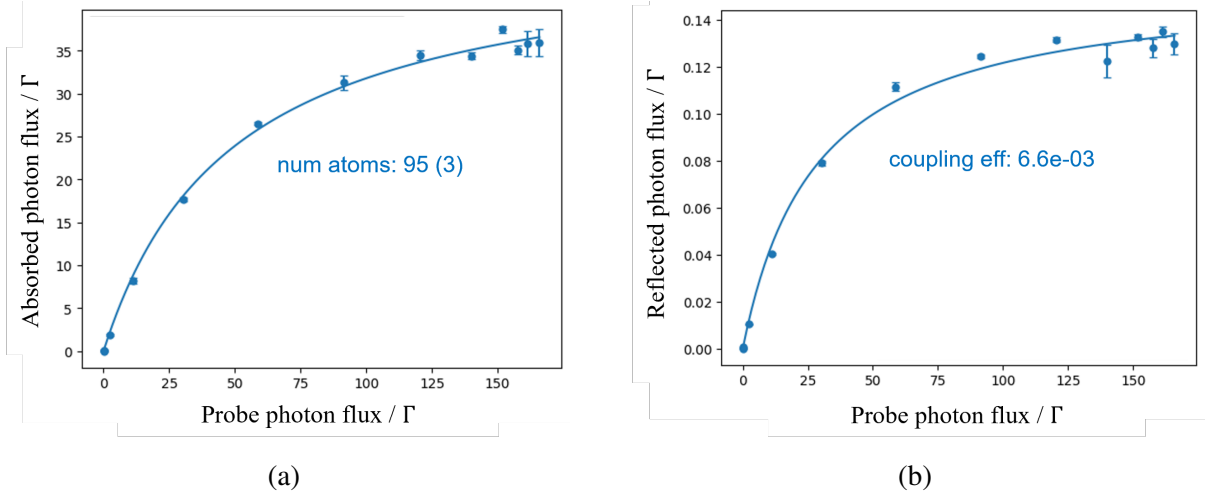 Absorbed photon flux / Γ
35
30
25
20
15
10
5
0
num atoms: 95 (3)
0 25 50 75 100 125 150
Probe photon flux / Γ
(a)
Reflected photon flux / Γ
0.14
0.12
0.10
0.08
0.06
0.04
0.02
0.00
coupling eff: 6.6e-03
0 25 50 75 100 125 150
Probe photon flux / Γ
(b)